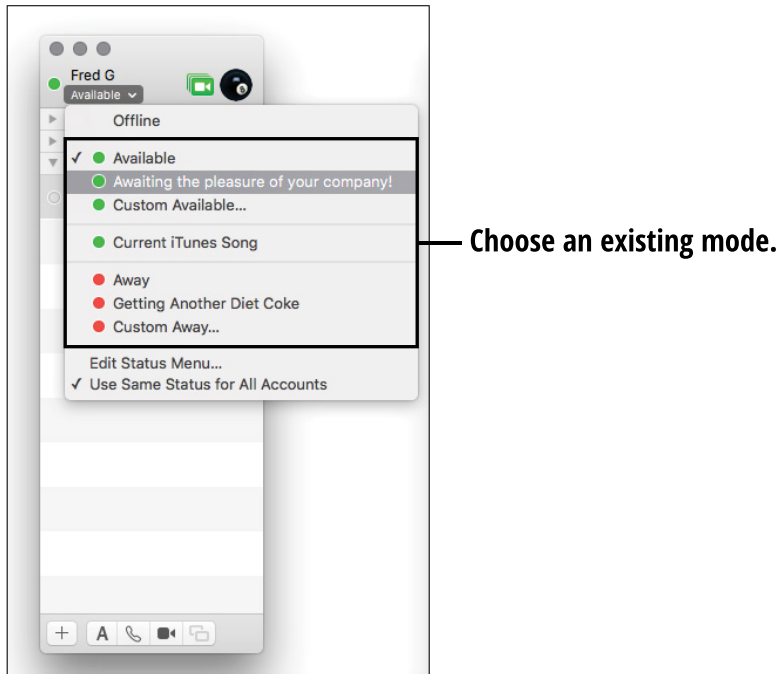 Fred G
Available
Offline
✓ Available
Awaiting the pleasure of your company!
Custom Available...
Current iTunes Song
Choose an existing mode.
Away
Getting Another Diet Coke
Custom Away...
Edit Status Menu...
✓ Use Same Status for All Accounts
A